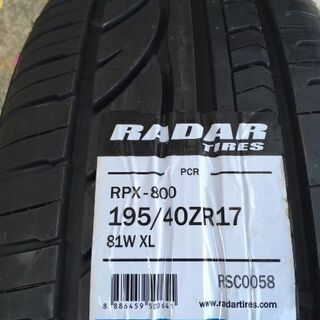 RADAR
TIRES
PCR
RPX-800
195/40ZR17
81W XL
RSC0058
www.radartires.com